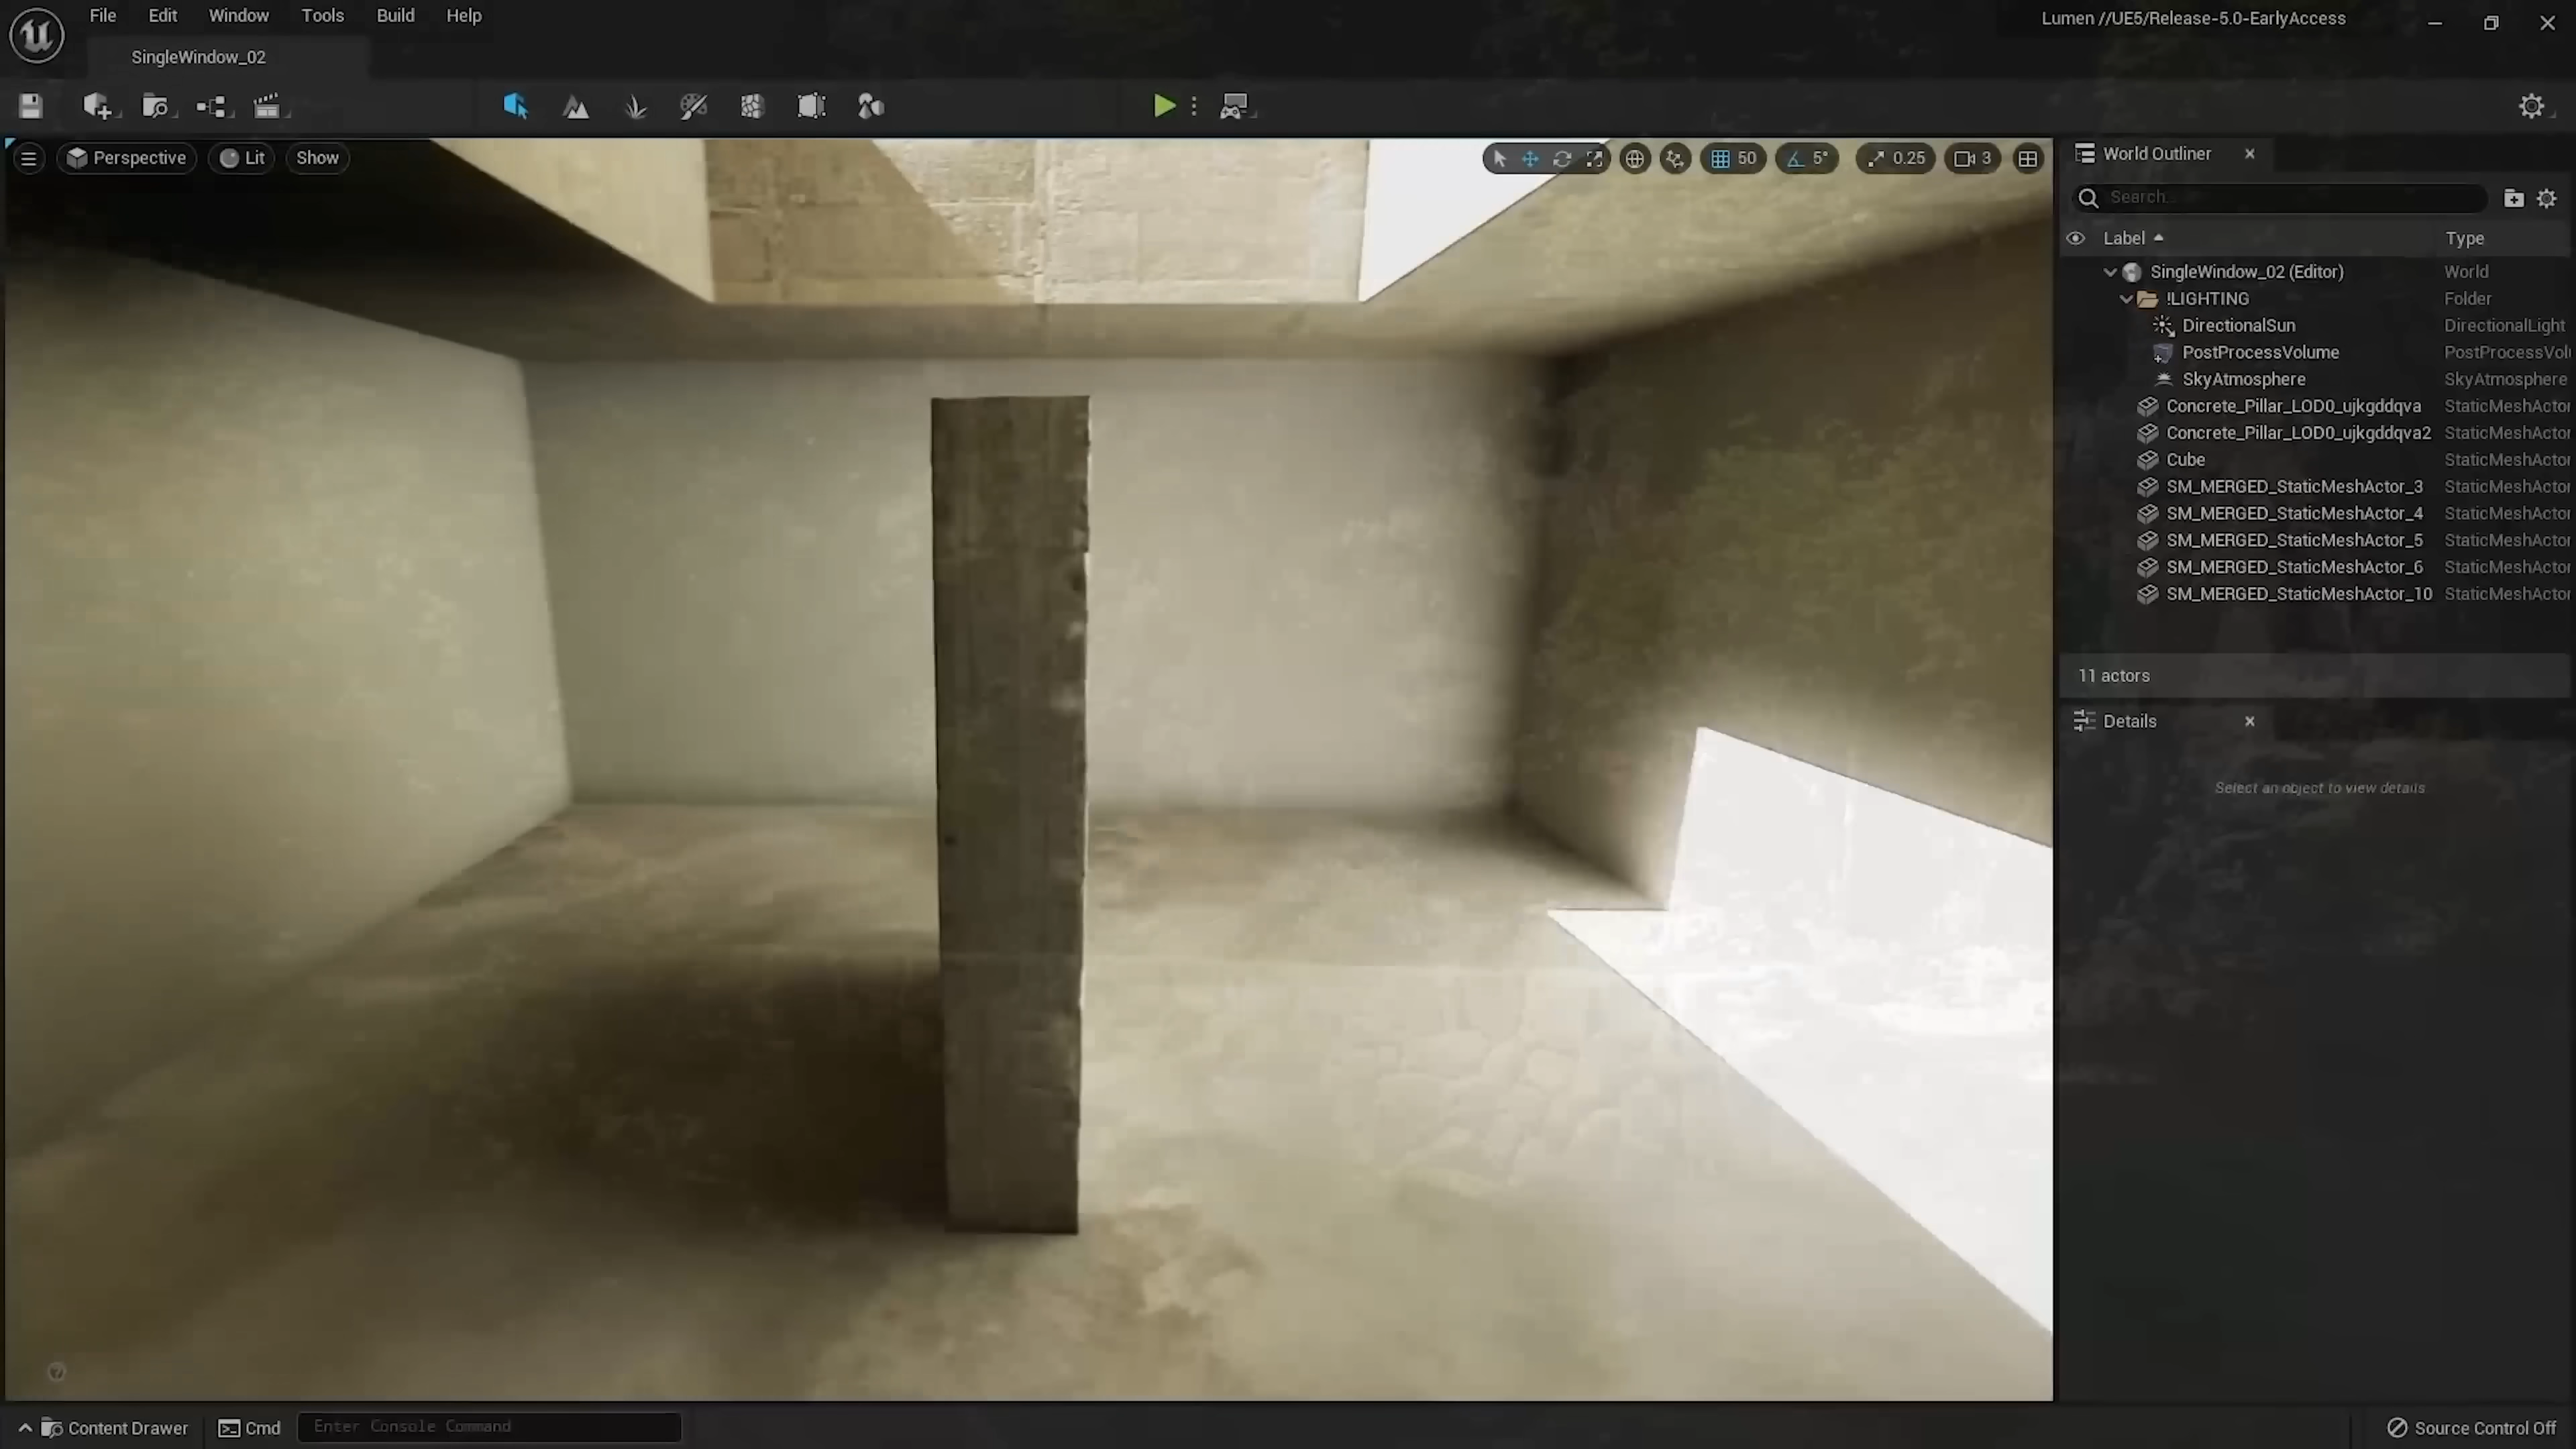 File Edit Window Tools Build Help
Lumen //UE5/Release-5.0-EarlyAccess
SingleWindow_02
Perspective Lit Show
50 5° 0.25 3
World Outliner
Search...
Label Type
SingleWindow_02 (Editor) World
!LIGHTING Folder
DirectionalSun DirectionalLight
PostProcessVolume PostProcessVol
SkyAtmosphere SkyAtmosphere
Concrete_Pillar_LOD0_ujkgddqva StaticMeshActor
Concrete_Pillar_LOD0_ujkgddqva2 StaticMeshActor
Cube StaticMeshActor
SM_MERGED_StaticMeshActor_3 StaticMeshActor
SM_MERGED_StaticMeshActor_4 StaticMeshActor
SM_MERGED_StaticMeshActor_5 StaticMeshActor
SM_MERGED_StaticMeshActor_6 StaticMeshActor
SM_MERGED_StaticMeshActor_10 StaticMeshActor
11 actors
Details
Select an object to view details
Content Drawer Cmd Enter Console Command Source Control Off